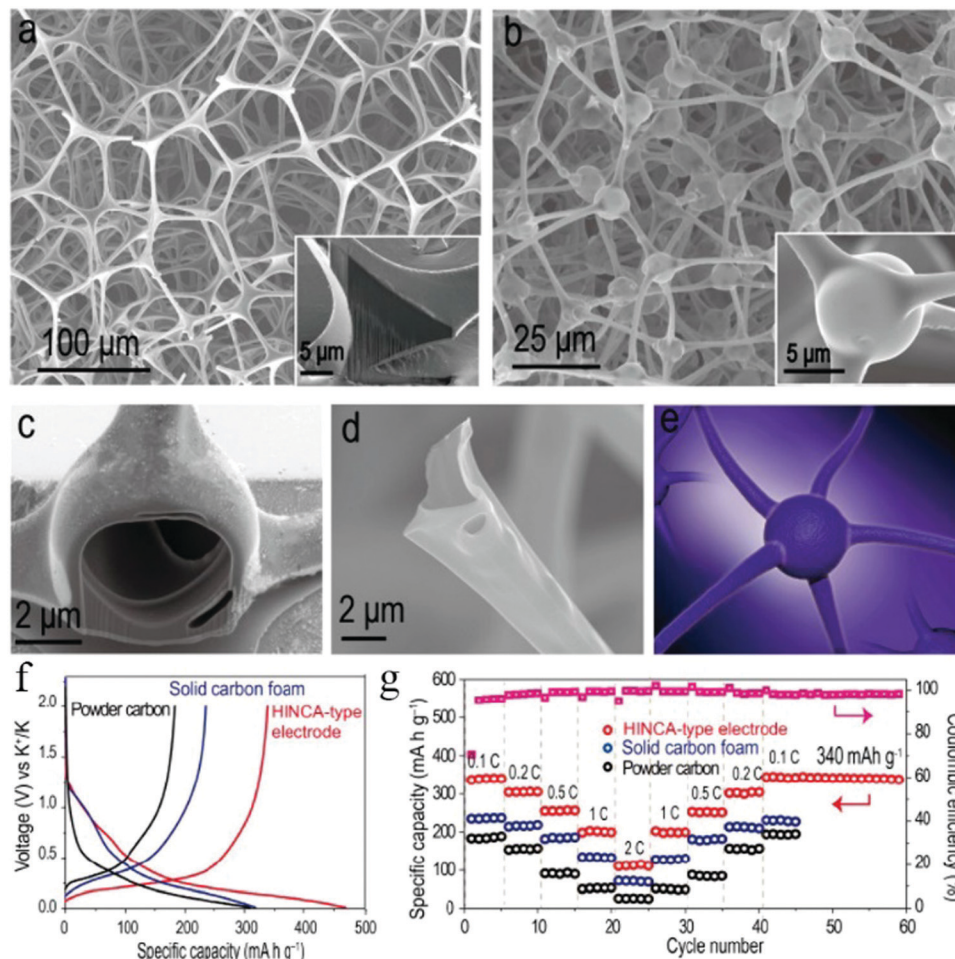 a
100 µm
5 µm
b
25 µm
5 µm
c
2 µm
d
2 µm
e
f
2.0
1.5
1.0
0.5
0.0
Voltage (V) vs K⁺/K
Solid carbon foam
Powder carbon
HINCA-type
electrode
0 100 200 300 400 500
Specific capacity (mA h g⁻¹)
g
600
500
400
300
200
100
0
Specific capacity (mA h g⁻¹)
HINCA-type electrode
Solid carbon foam
Powder carbon
0.1 C
0.2 C
0.5 C
1 C
2 C
1 C
0.5 C
0.2 C
0.1 C
340 mAh g⁻¹
100
80
60
40
20
0
Coulombic efficiency (%)
0 10 20 30 40 50 60
Cycle number